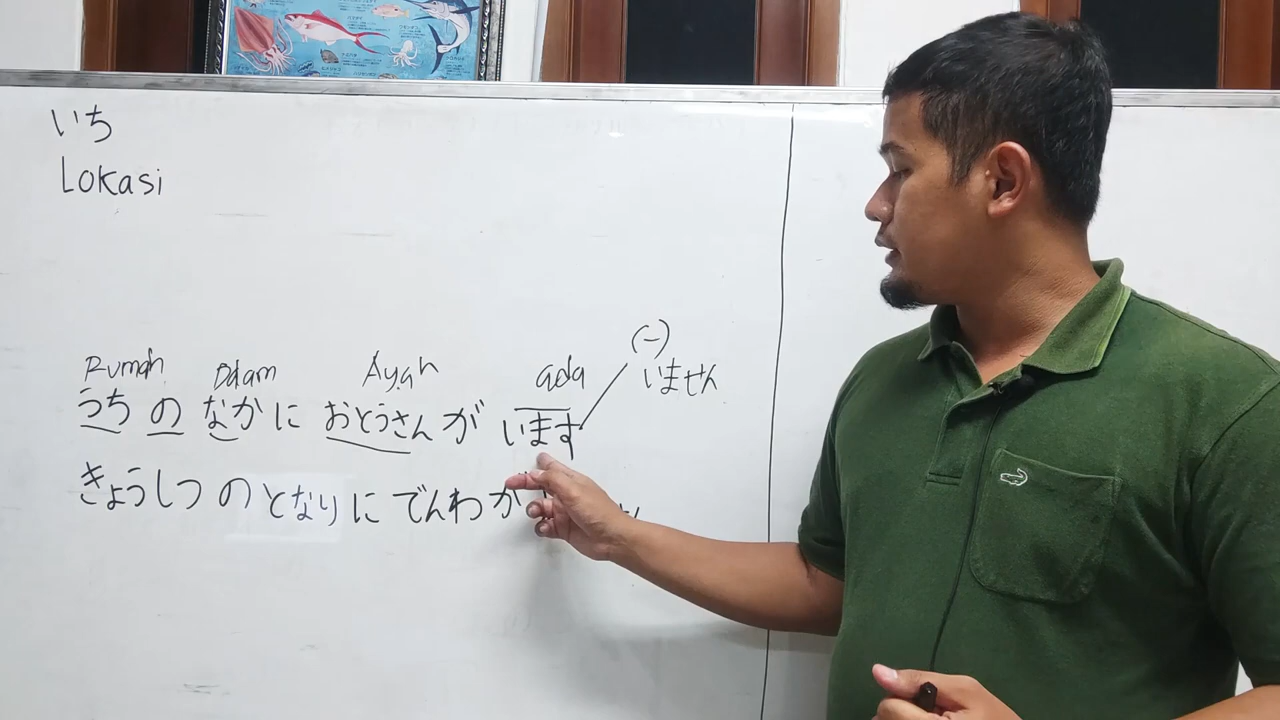 いち
Lokasi
Rumah Dalam Ayah ada (-)
うち の なか に おとうさん が います いません
きょうしつ の となり に でんわ が